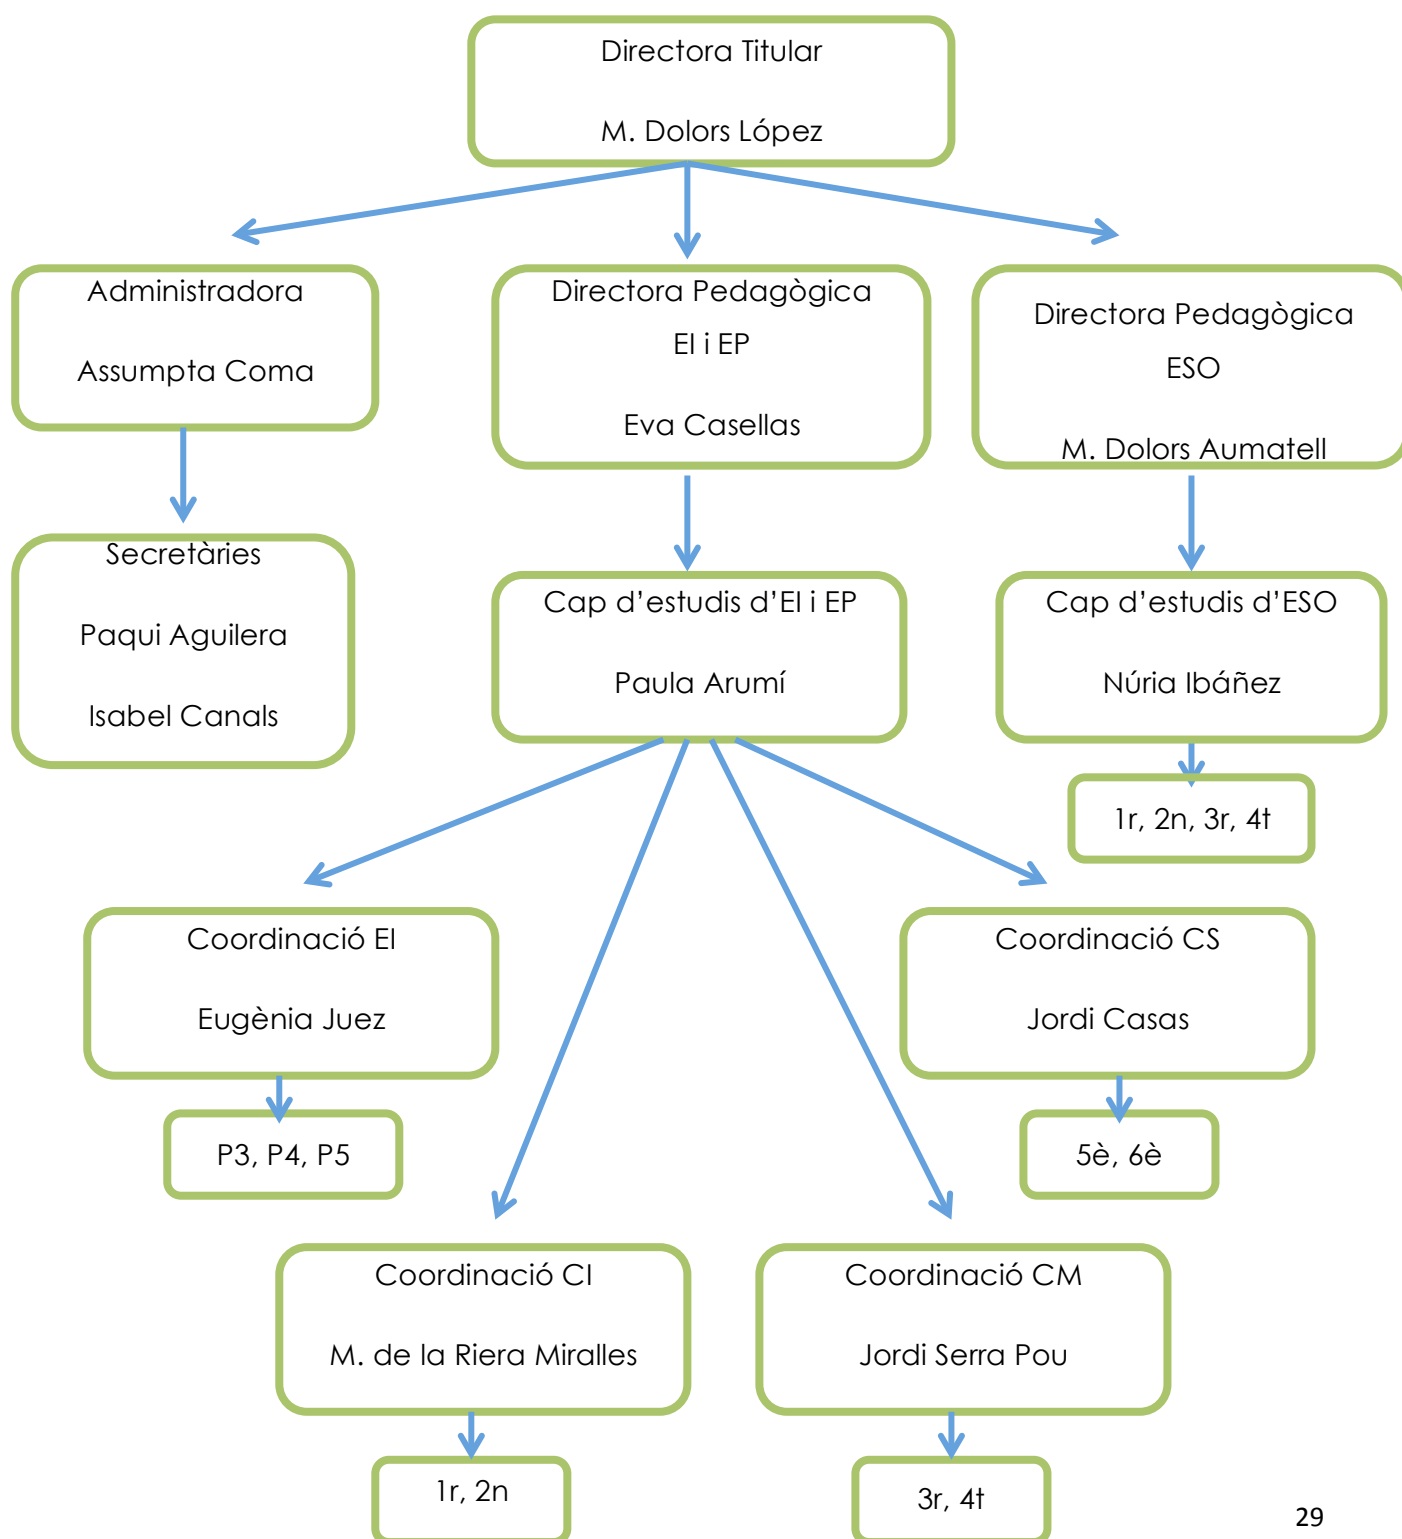 Directora Titular
M. Dolors López
Administradora
Assumpta Coma
Directora Pedagògica
EI i EP
Eva Casellas
Directora Pedagògica
ESO
M. Dolors Aumatell
Secretàries
Paqui Aguilera
Isabel Canals
Cap d’estudis d’EI i EP
Paula Arumí
Cap d’estudis d’ESO
Núria Ibáñez
1r, 2n, 3r, 4t
Coordinació EI
Eugènia Juez
Coordinació CS
Jordi Casas
P3, P4, P5
5è, 6è
Coordinació CI
M. de la Riera Miralles
Coordinació CM
Jordi Serra Pou
1r, 2n
3r, 4t
29